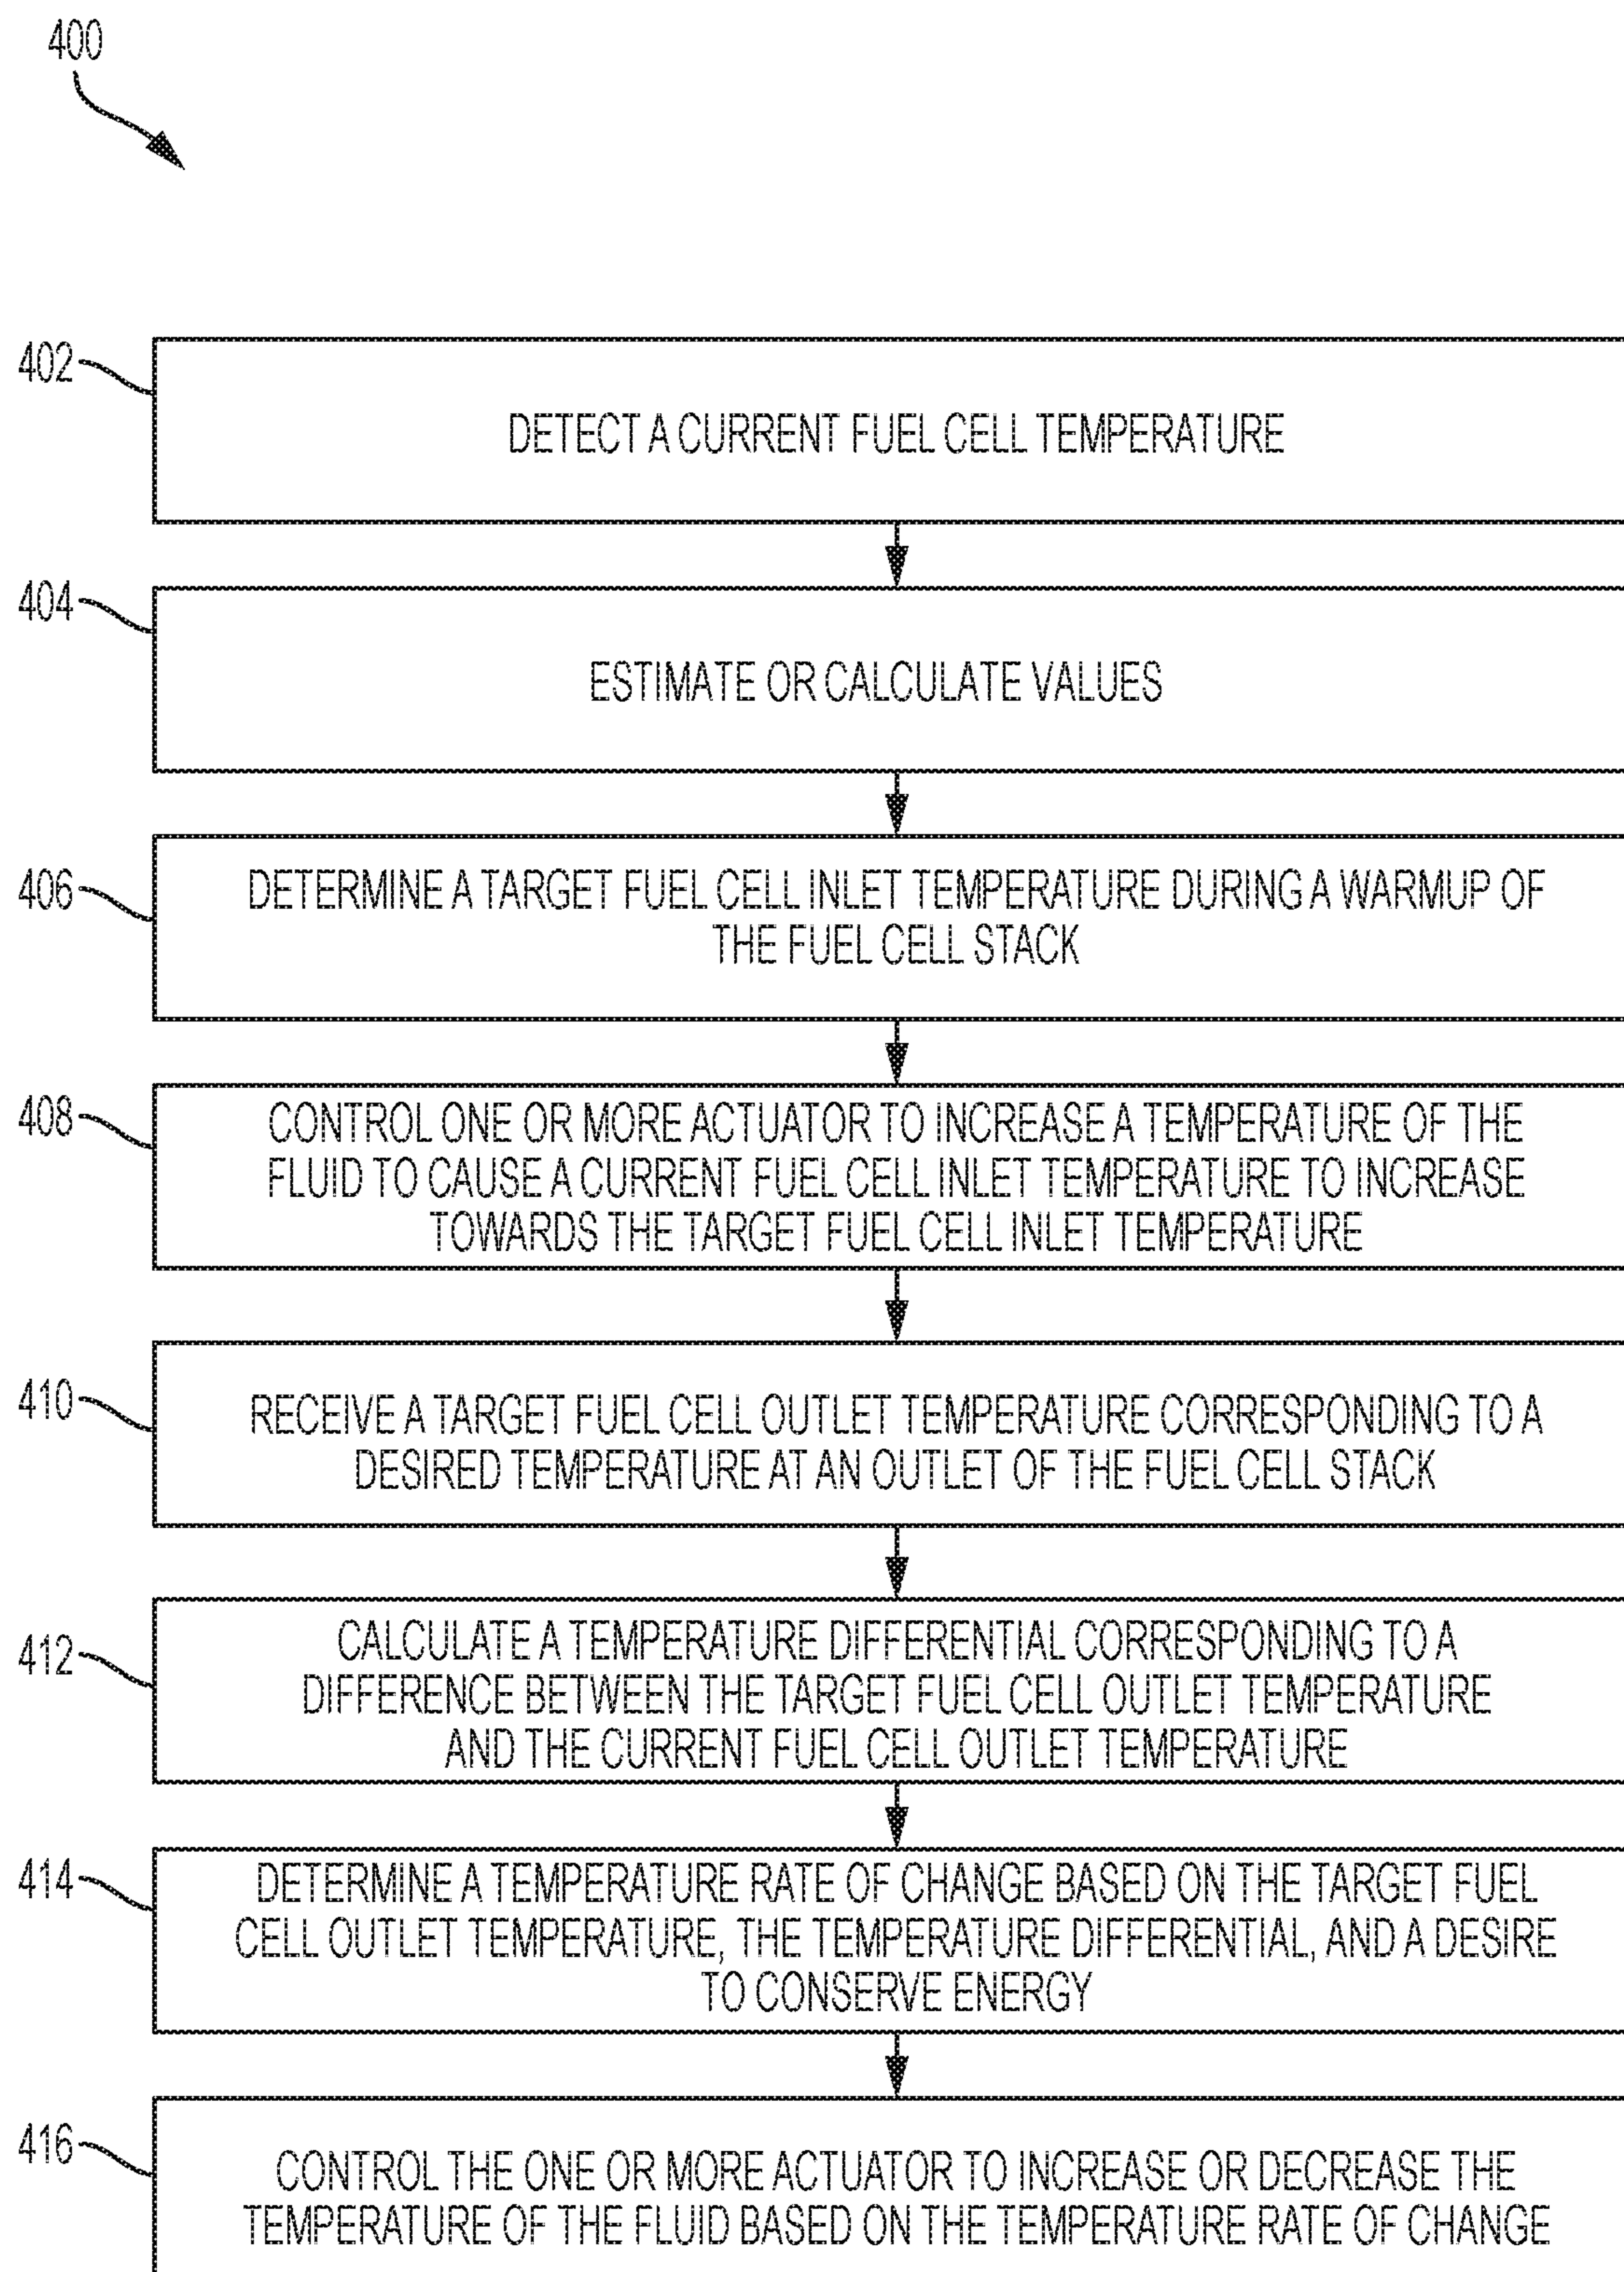 400
402
DETECT A CURRENT FUEL CELL TEMPERATURE
404
ESTIMATE OR CALCULATE VALUES
406
DETERMINE A TARGET FUEL CELL INLET TEMPERATURE DURING A WARMUP OF
THE FUEL CELL STACK
408
CONTROL ONE OR MORE ACTUATOR TO INCREASE A TEMPERATURE OF THE
FLUID TO CAUSE A CURRENT FUEL CELL INLET TEMPERATURE TO INCREASE
TOWARDS THE TARGET FUEL CELL INLET TEMPERATURE
410
RECEIVE A TARGET FUEL CELL OUTLET TEMPERATURE CORRESPONDING TO A
DESIRED TEMPERATURE AT AN OUTLET OF THE FUEL CELL STACK
412
CALCULATE A TEMPERATURE DIFFERENTIAL CORRESPONDING TO A
DIFFERENCE BETWEEN THE TARGET FUEL CELL OUTLET TEMPERATURE
AND THE CURRENT FUEL CELL OUTLET TEMPERATURE
414
DETERMINE A TEMPERATURE RATE OF CHANGE BASED ON THE TARGET FUEL
CELL OUTLET TEMPERATURE, THE TEMPERATURE DIFFERENTIAL, AND A DESIRE
TO CONSERVE ENERGY
416
CONTROL THE ONE OR MORE ACTUATOR TO INCREASE OR DECREASE THE
TEMPERATURE OF THE FLUID BASED ON THE TEMPERATURE RATE OF CHANGE